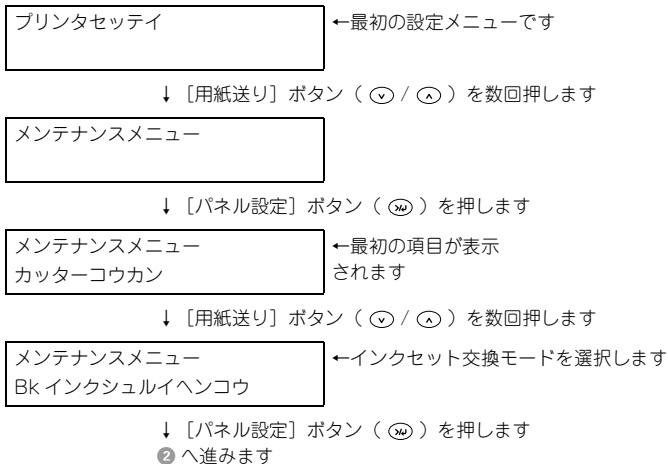 プリンタセッテイ ←最初の設定メニューです
↓［用紙送り］ボタン（ / ）を数回押します
メンテナンスメニュー
↓［パネル設定］ボタン（ ）を押します
メンテナンスメニュー ←最初の項目が表示
カッターコウカン されます
↓［用紙送り］ボタン（ / ）を数回押します
メンテナンスメニュー ←インクセット交換モードを選択します
Bk インクシュルイヘンコウ
↓［パネル設定］ボタン（ ）を押します
❷ へ進みます